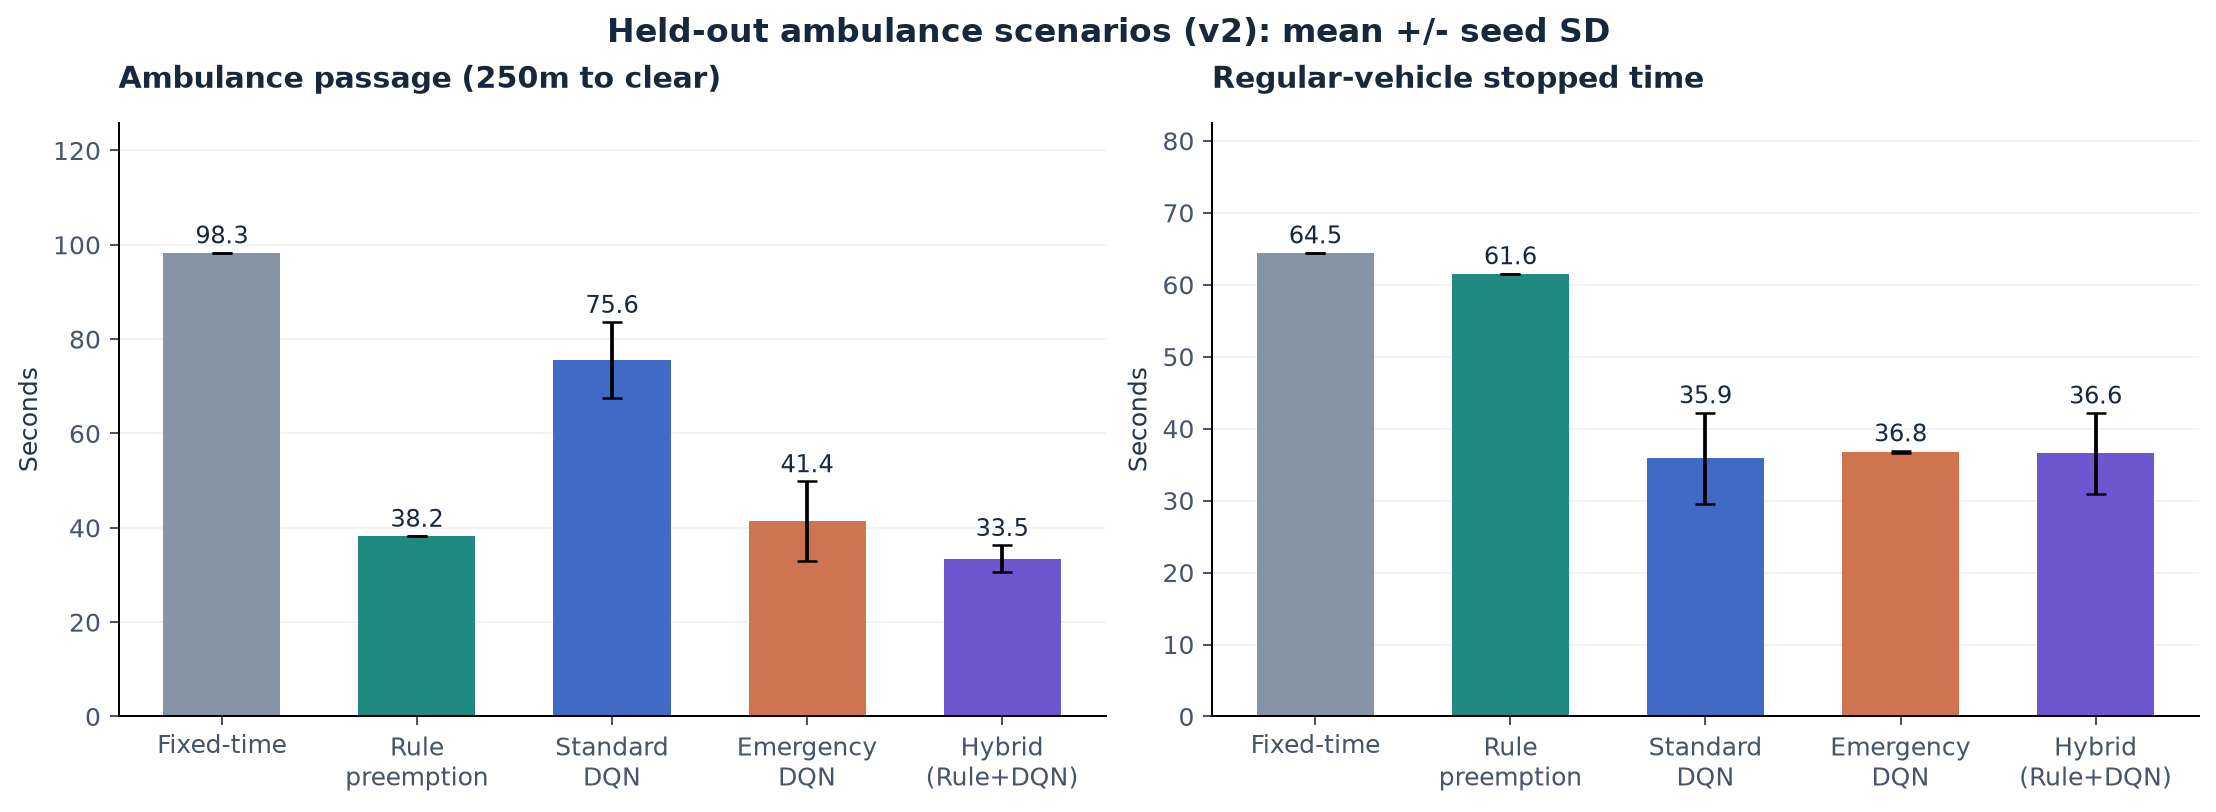 Held-out ambulance scenarios (v2): mean +/- seed SD
Ambulance passage (250m to clear)
Seconds
120
100
80
60
40
20
0
98.3
38.2
75.6
41.4
33.5
Fixed-time
Rule
preemption
Standard
DQN
Emergency
DQN
Hybrid
(Rule+DQN)
Regular-vehicle stopped time
Seconds
80
70
60
50
40
30
20
10
0
64.5
61.6
35.9
36.8
36.6
Fixed-time
Rule
preemption
Standard
DQN
Emergency
DQN
Hybrid
(Rule+DQN)